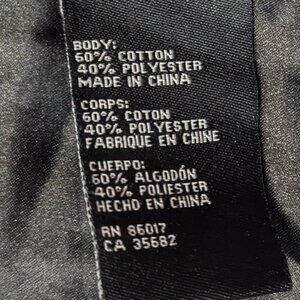 BODY:
60% COTTON
40% POLYESTER
MADE IN CHINA
CORPS:
60% COTON
40% POLYESTER
FABRIQUE EN CHINE
CUERPO:
60% ALGODÓN
40% POLIESTER
HECHO EN CHINA
RN 86017
CA 35682